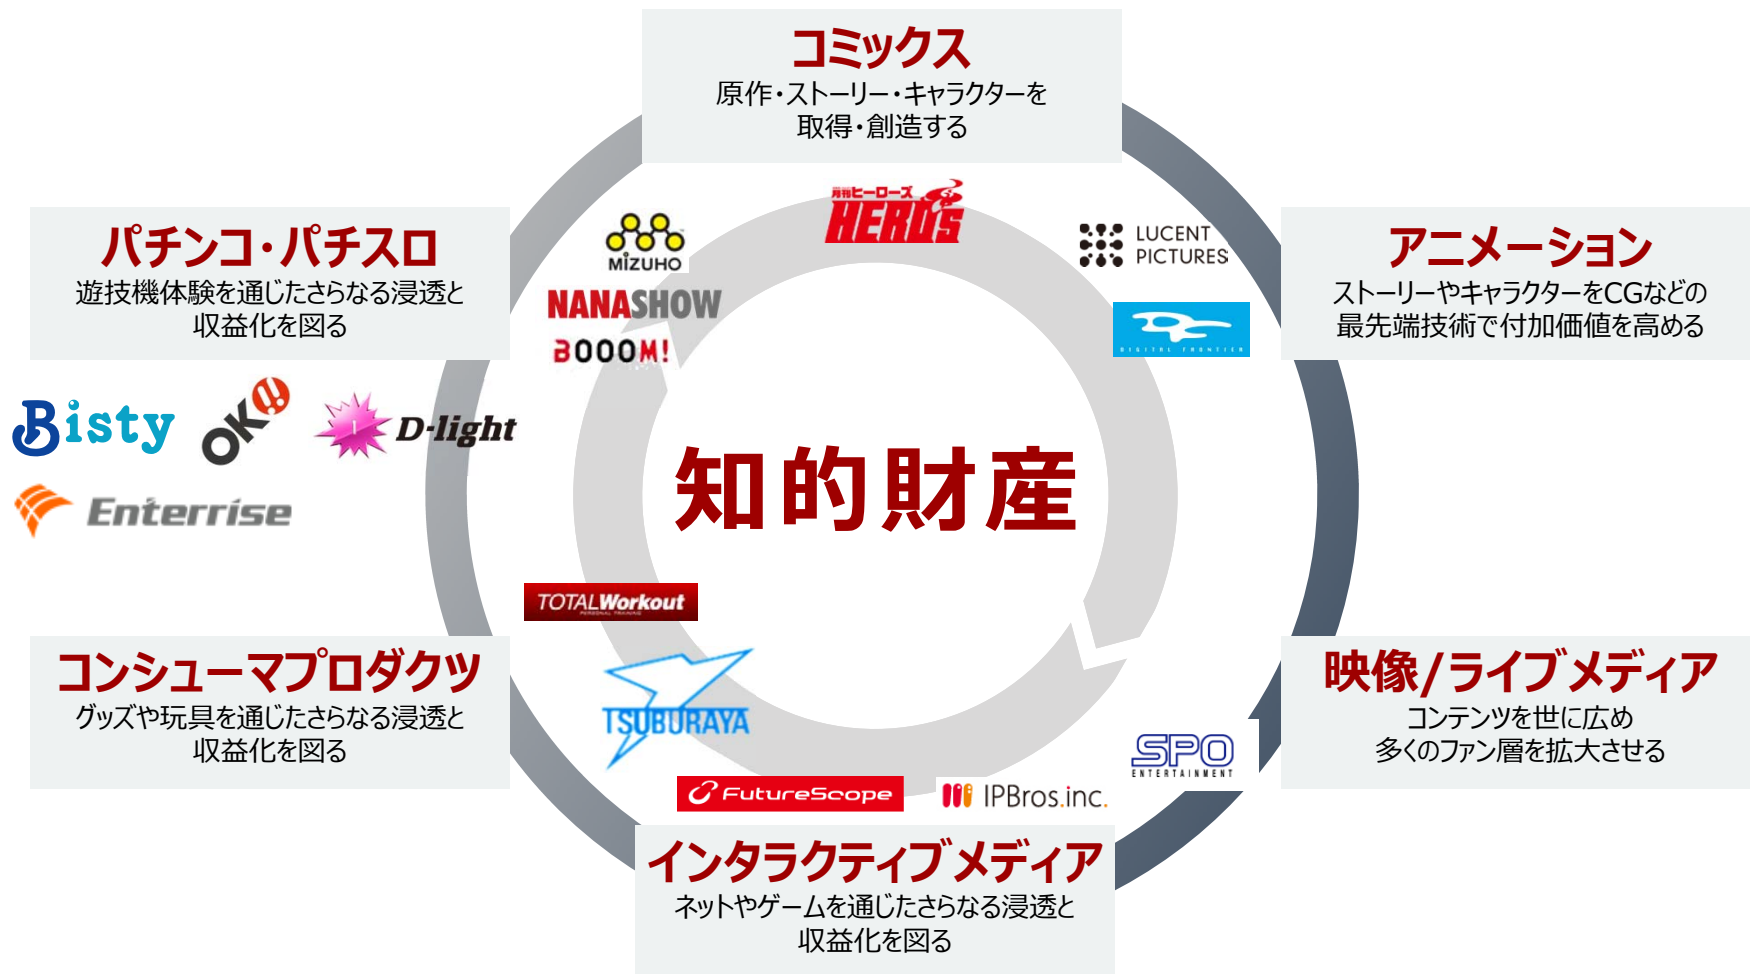 コミックス
原作・ストーリー・キャラクターを
取得・創造する
パチンコ・パチスロ
遊技機体験を通じたさらなる浸透と
収益化を図る
月刊ヒーローズ
HEROS
MIZUHO
NANASHOW
BOOOM!
LUCENT
PICTURES
DIGITAL FRONTIER
アニメーション
ストーリーやキャラクターをCGなどの
最先端技術で付加価値を高める
Bisty
OK!!
D-light
Enterrise
知的財産
TOTAL Workout
PERSONAL TRAINING
コンシューマプロダクツ
グッズや玩具を通じたさらなる浸透と
収益化を図る
TSUBURAYA
FutureScope
IPBros.inc.
SPO
ENTERTAINMENT
映像/ライブメディア
コンテンツを世に広め
多くのファン層を拡大させる
インタラクティブメディア
ネットやゲームを通じたさらなる浸透と
収益化を図る